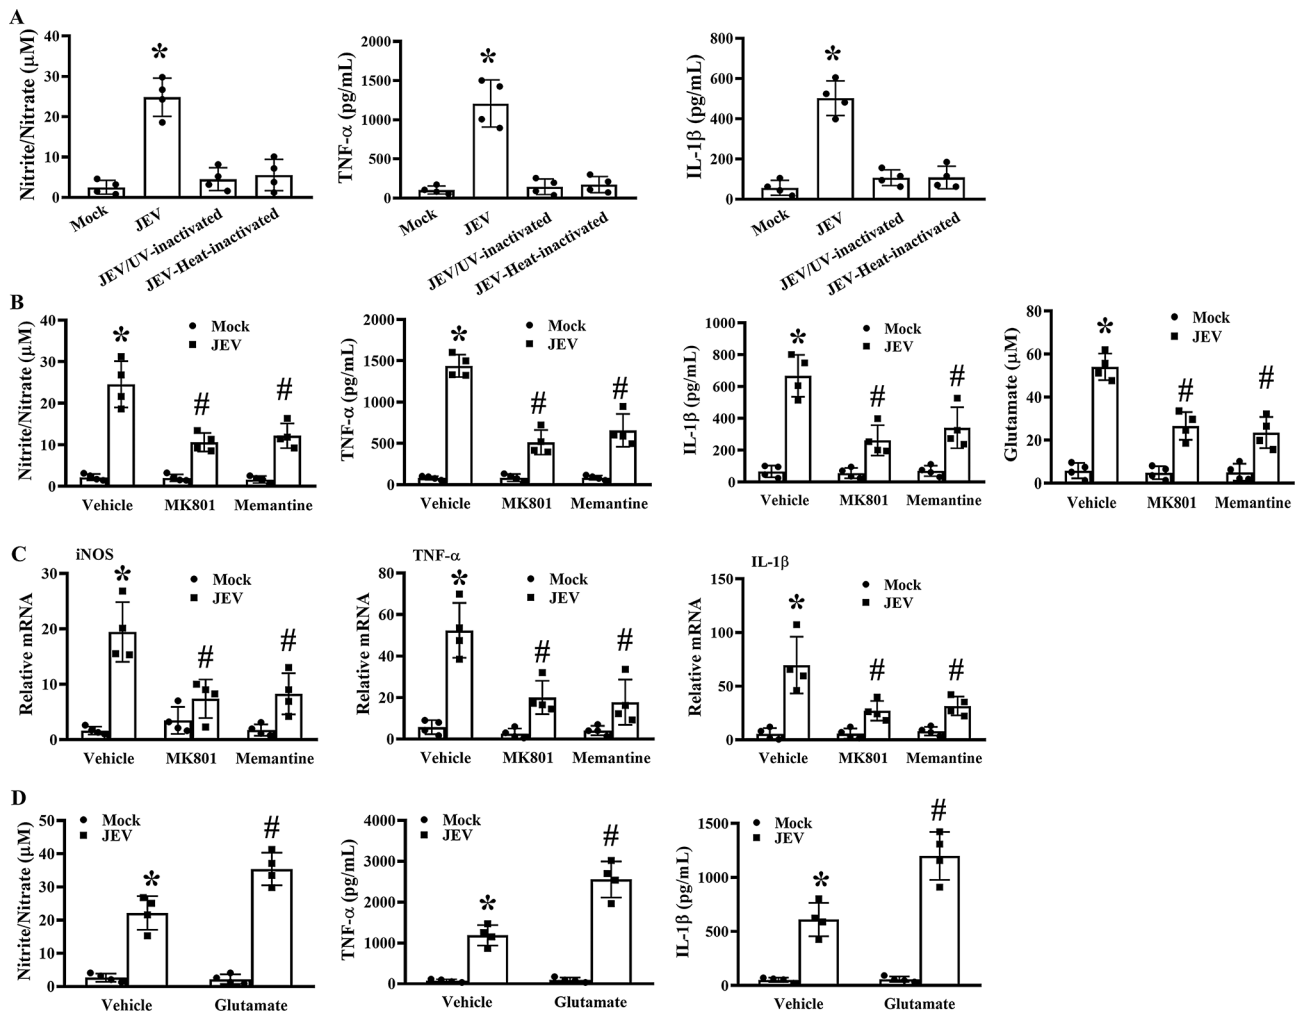 A
Nitrite/Nitrate (μM)
40
30
20
10
0
*
Mock
JEV
JEV/UV-inactivated
JEV-Heat-inactivated
TNF-α (pg/mL)
2000
1500
1000
500
0
*
Mock
JEV
JEV/UV-inactivated
JEV-Heat-inactivated
IL-1β (pg/mL)
800
600
400
200
0
*
Mock
JEV
JEV/UV-inactivated
JEV-Heat-inactivated
B
Nitrite/Nitrate (μM)
40
30
20
10
0
Mock
JEV
*
#
#
Vehicle MK801 Memantine
TNF-α (pg/mL)
2000
1500
1000
500
0
Mock
JEV
*
#
#
Vehicle MK801 Memantine
IL-1β (pg/mL)
1000
800
600
400
200
0
Mock
JEV
*
#
#
Vehicle MK801 Memantine
Glutamate (μM)
80
60
40
20
0
Mock
JEV
*
#
#
Vehicle MK801 Memantine
C
iNOS
Relative mRNA
30
20
10
0
Mock
JEV
*
#
#
Vehicle MK801 Memantine
TNF-α
Relative mRNA
80
60
40
20
0
Mock
JEV
*
#
#
Vehicle MK801 Memantine
IL-1β
Relative mRNA
150
100
50
0
Mock
JEV
*
#
#
Vehicle MK801 Memantine
D
Nitrite/Nitrate (μM)
50
40
30
20
10
0
Mock
JEV
*
#
Vehicle Glutamate
TNF-α (pg/mL)
4000
3000
2000
1000
0
Mock
JEV
*
#
Vehicle Glutamate
IL-1β (pg/mL)
1500
1000
500
0
Mock
JEV
*
#
Vehicle Glutamate